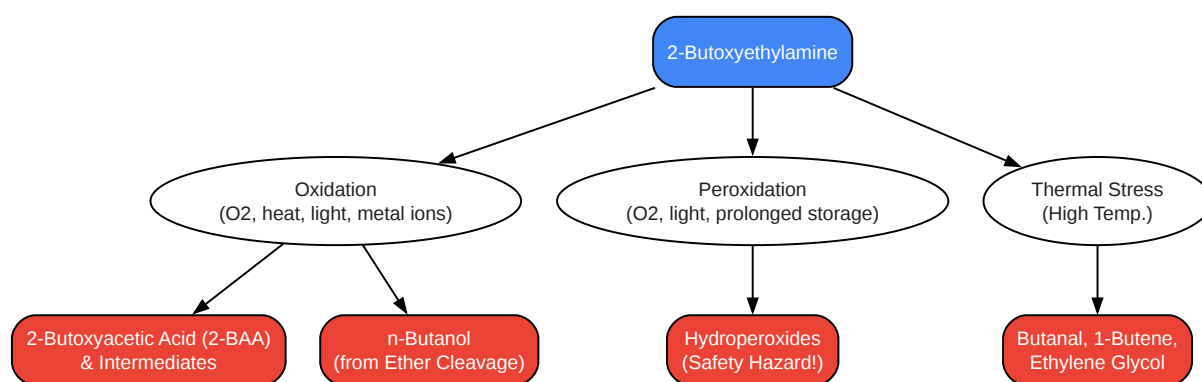 2-Butoxyethylamine
Oxidation
(O2, heat, light, metal ions)
Peroxidation
(O2, light, prolonged storage)
Thermal Stress
(High Temp.)
2-Butoxyacetic Acid (2-BAA)
& Intermediates
n-Butanol
(from Ether Cleavage)
Hydroperoxides
(Safety Hazard!)
Butanal, 1-Butene,
Ethylene Glycol